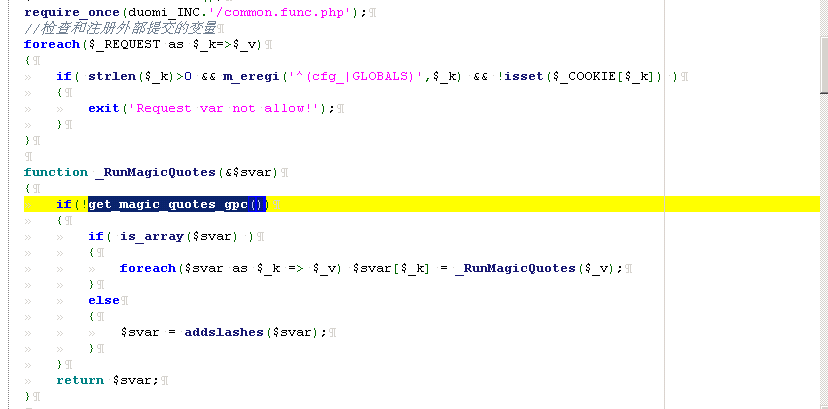 require_once(duomi_INC.'/common.func.php');
//检查和注册外部提交的变量
foreach($_REQUEST as $_k=>$_v)
{
if( strlen($_k)>0 && m_eregi('^(cfg_|GLOBALS)',$_k) && !isset($_COOKIE[$_k]) )
{
exit('Request var not allow!');
}
}
function _RunMagicQuotes(&$svar)
{
if(!get_magic_quotes_gpc())
{
if( is_array($svar) )
{
foreach($svar as $_k => $_v) $svar[$_k] = _RunMagicQuotes($_v);
}
else
{
$svar = addslashes($svar);
}
}
return $svar;
}